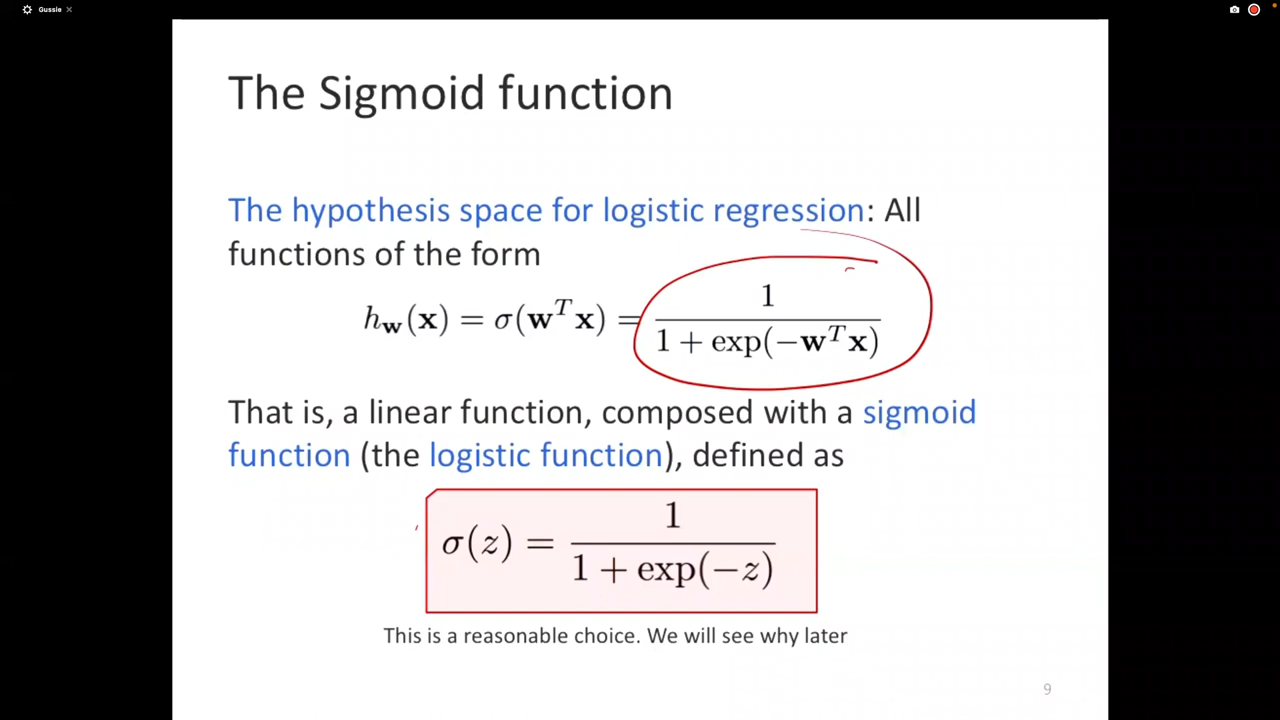 Gussie ×
The Sigmoid function
The hypothesis space for logistic regression: All
functions of the form
h_w(x) = σ(w^T x) = 1 / (1 + exp(−w^T x))
That is, a linear function, composed with a sigmoid
function (the logistic function), defined as
σ(z) = 1 / (1 + exp(−z))
This is a reasonable choice. We will see why later
9